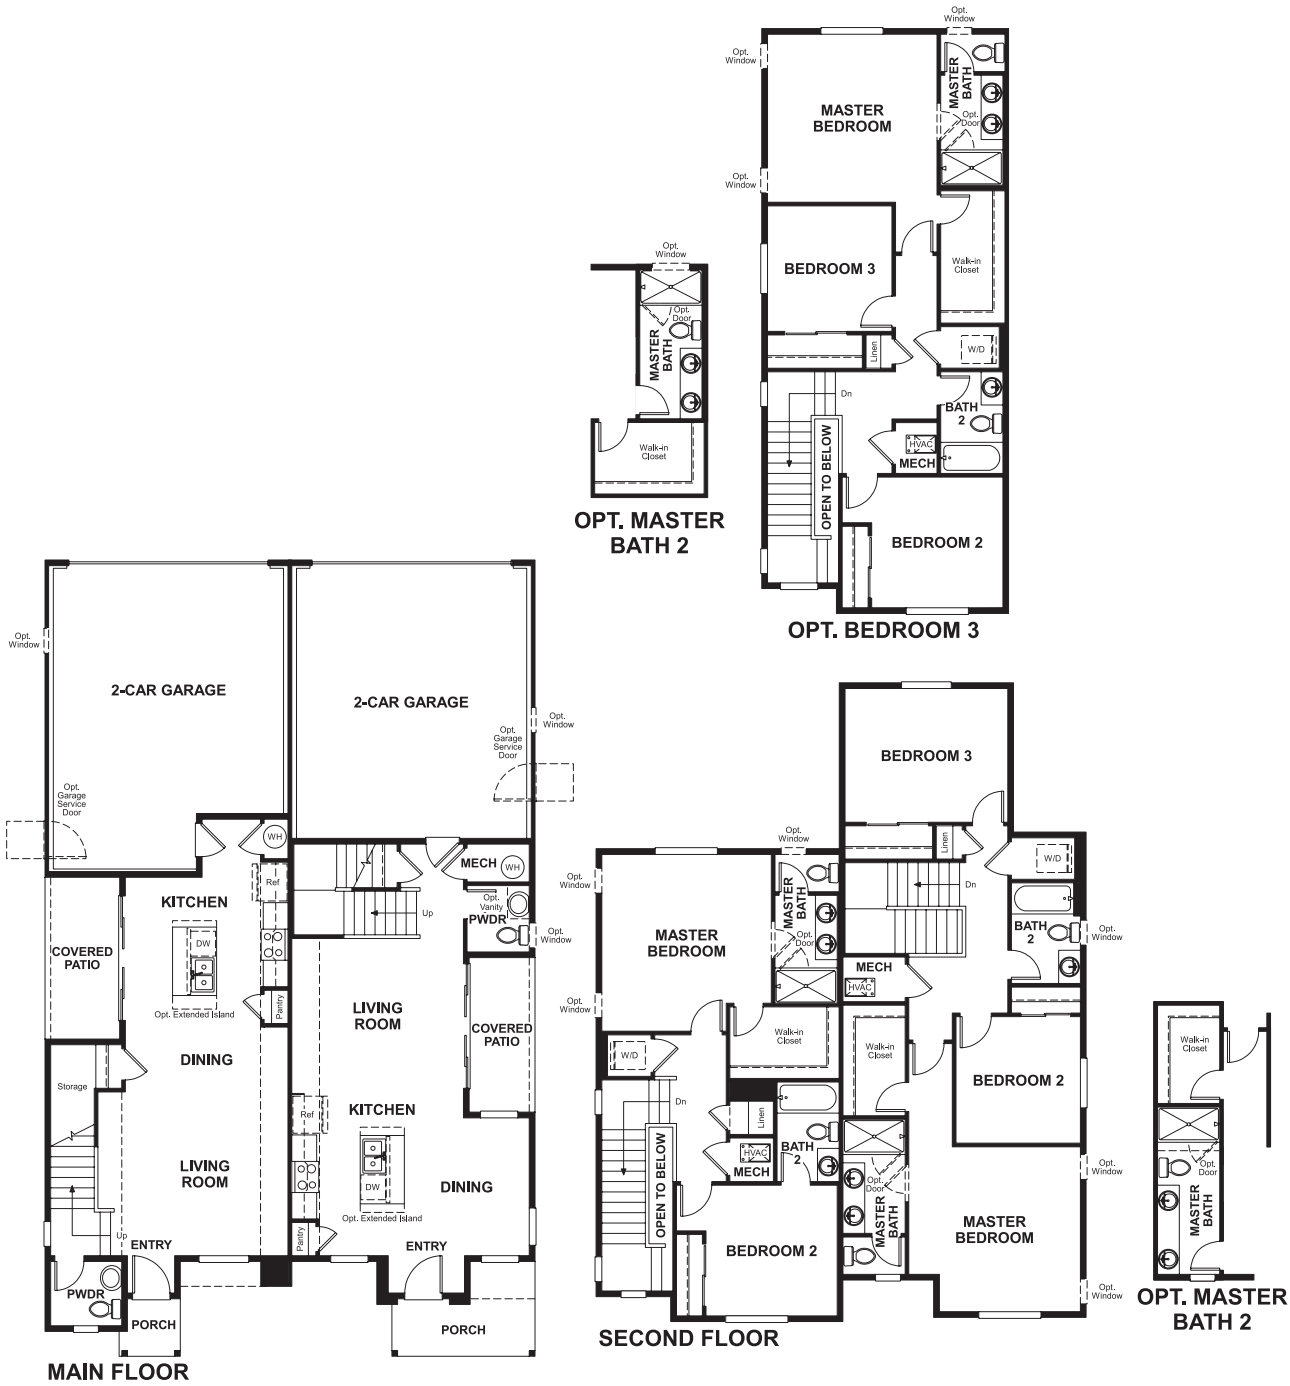 Opt.
Window
Opt.
Window
MASTER
BATH
MASTER
BEDROOM
Opt.
Door
Opt.
Window
BEDROOM 3
Walk-in
Closet
Linen
W/D
Dn
BATH
2
HVAC
MECH
OPEN TO BELOW
BEDROOM 2
OPT. BEDROOM 3
Opt.
Window
Opt.
Door
MASTER
BATH
Walk-in
Closet
OPT. MASTER
BATH 2
Opt.
Window
2-CAR GARAGE
Opt.
Garage
Service
Door
WH
Ref
KITCHEN
DW
COVERED
PATIO
Opt. Extended Island
Pantry
DINING
Storage
LIVING
ROOM
Up
ENTRY
PWDR
PORCH
2-CAR GARAGE
Opt.
Window
Opt.
Garage
Service
Door
MECH
WH
Opt.
Vanity
PWDR
Up
Opt.
Window
LIVING
ROOM
COVERED
PATIO
KITCHEN
Ref
DW
DINING
Opt. Extended Island
Pantry
ENTRY
PORCH
MAIN FLOOR
Opt.
Window
Opt.
Window
MASTER
BATH
MASTER
BEDROOM
Opt.
Door
Opt.
Window
Walk-in
Closet
W/D
Dn
Linen
HVAC
MECH
BATH
2
OPEN TO BELOW
BEDROOM 2
BEDROOM 3
Linen
W/D
Dn
BATH
2
Opt.
Window
MECH
HVAC
Walk-in
Closet
BEDROOM 2
Opt.
Window
Opt.
Door
MASTER
BATH
MASTER
BEDROOM
Opt.
Window
SECOND FLOOR
Walk-in
Closet
Opt.
Door
MASTER
BATH
OPT. MASTER
BATH 2